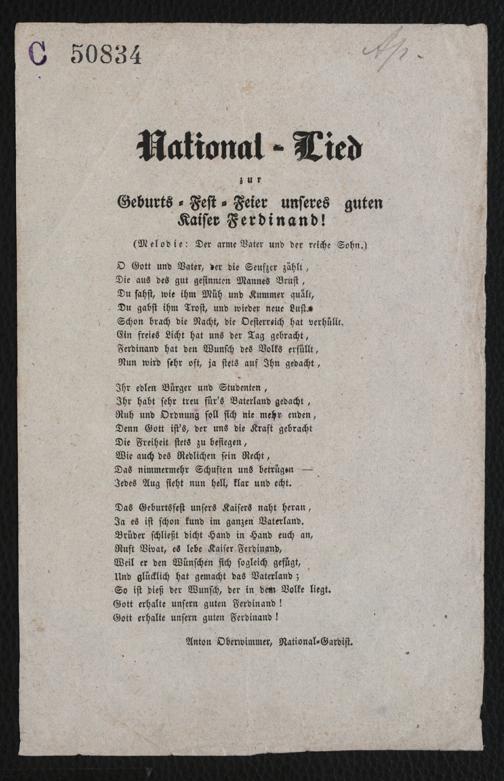 C 50834
Ap.
National-Lied
zur
Geburts-Fest-Feier unseres guten
Kaiser Ferdinand!
(Melodie: Der arme Vater und der reiche Sohn.)
O Gott und Vater, der die Seufzer zählt,
Die aus des gut gesinnten Mannes Brust,
Du sahst, wie ihm Müh und Kummer quält,
Du gabst ihm Trost, und wieder neue Lust.
Schon brach die Nacht, die Oesterreich hat verhüllt.
Ein freies Licht hat uns der Tag gebracht,
Ferdinand hat den Wunsch des Volks erfüllt,
Nun wird sehr oft, ja stets auf Ihn gedacht,
Ihr edlen Bürger und Studenten,
Ihr habt sehr treu für's Vaterland gedacht,
Ruh und Ordnung soll sich nie mehr enden,
Denn Gott ist's, der uns die Kraft gebracht
Die Freiheit stets zu besiegen,
Wie auch des Redlichen sein Recht,
Das nimmermehr Schuften uns betrügen —
Jedes Aug sieht nun hell, klar und echt.
Das Geburtsfest unsers Kaisers naht heran,
Ja es ist schon kund im ganzen Vaterland.
Brüder schließt dicht Hand in Hand euch an,
Ruft Vivat, es lebe Kaiser Ferdinand,
Weil er den Wünschen sich sogleich gefügt,
Und glücklich hat gemacht das Vaterland;
So ist dieß der Wunsch, der in dem Volke liegt.
Gott erhalte unsern guten Ferdinand!
Gott erhalte unsern guten Ferdinand!
Anton Oberwimmer, National-Gardist.